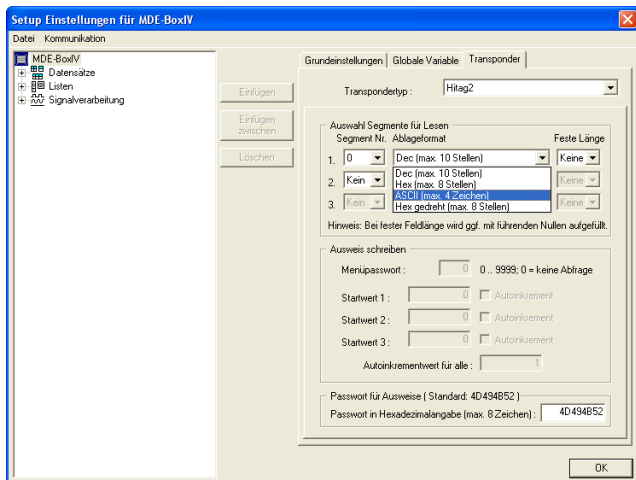 Setup Einstellungen für MDE-BoxIV
Datei Kommunikation
MDE-BoxIV
Datensätze
Listen
Signalverarbeitung
Einfügen
Einfügen
zwischen
Löschen
Grundeinstellungen Globale Variable Transponder
Transpondertyp : Hitag2
Auswahl Segmente für Lesen
Segment Nr. Ablageformat Feste Länge
1. 0 Dec (max. 10 Stellen) Keine
Dec (max. 10 Stellen)
2. Kein Hex (max. 8 Stellen) Keine
ASCII (max. 4 Zeichen)
3. Kein Hex gedreht (max. 8 Stellen) Keine
Hinweis: Bei fester Feldlänge wird ggf. mit führenden Nullen aufgefüllt.
Ausweis schreiben
Menüpasswort : 0 0 .. 9999; 0 = keine Abfrage
Startwert 1 : 0 Autoinkrement
Startwert 2 : 0 Autoinkrement
Startwert 3 : 0 Autoinkrement
Autoinkrementwert für alle : 1
Passwort für Ausweise ( Standard: 4D494B52 )
Passwort in Hexadezimalangabe (max. 8 Zeichen) : 4D494B52
OK